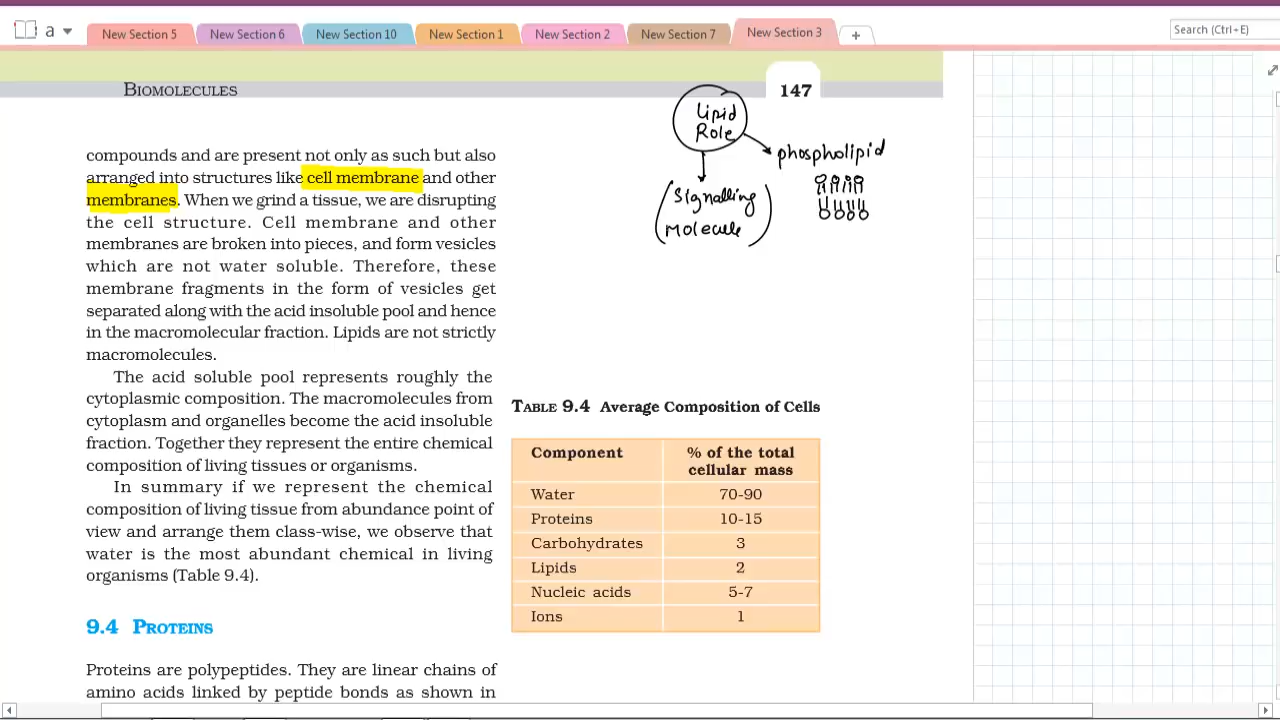 a
New Section 5
New Section 6
New Section 10
New Section 1
New Section 2
New Section 7
New Section 3
+
Search (Ctrl+E)
BIOMOLECULES
147
compounds and are present not only as such but also
arranged into structures like cell membrane and other
membranes. When we grind a tissue, we are disrupting
the cell structure. Cell membrane and other
membranes are broken into pieces, and form vesicles
which are not water soluble. Therefore, these
membrane fragments in the form of vesicles get
separated along with the acid insoluble pool and hence
in the macromolecular fraction. Lipids are not strictly
macromolecules.
The acid soluble pool represents roughly the
cytoplasmic composition. The macromolecules from
cytoplasm and organelles become the acid insoluble
fraction. Together they represent the entire chemical
composition of living tissues or organisms.
In summary if we represent the chemical
composition of living tissue from abundance point of
view and arrange them class-wise, we observe that
water is the most abundant chemical in living
organisms (Table 9.4).
9.4 PROTEINS
Proteins are polypeptides. They are linear chains of
amino acids linked by peptide bonds as shown in
Lipid
Role
phospholipid
(Signalling
Molecule)
TABLE 9.4 Average Composition of Cells
Component % of the total
cellular mass
Water 70-90
Proteins 10-15
Carbohydrates 3
Lipids 2
Nucleic acids 5-7
Ions 1